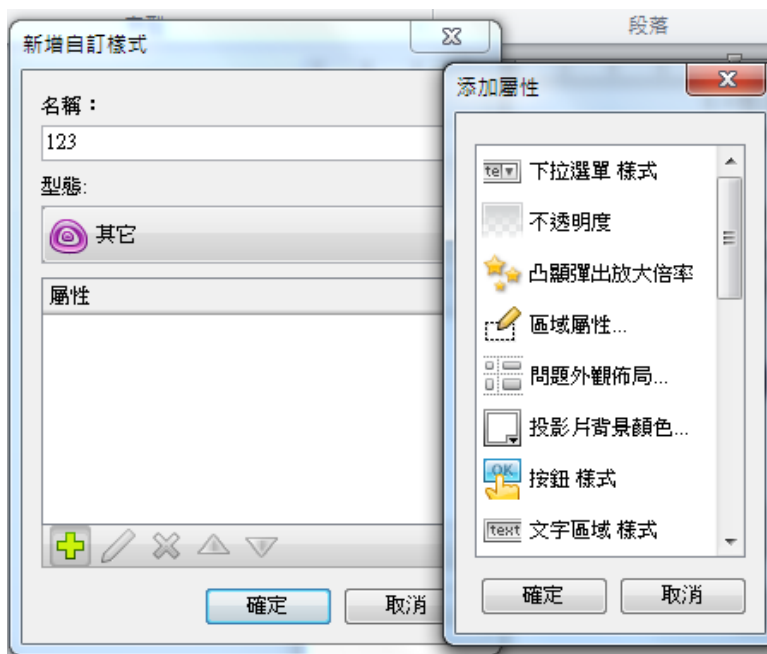 段落
新增自訂樣式
名稱：
123
型態:
其它
屬性
確定
取消
添加屬性
te
下拉選單 樣式
不透明度
凸顯彈出放大倍率
區域屬性...
問題外觀佈局...
投影片背景顏色...
OK
按鈕 樣式
text
文字區域 樣式
確定
取消